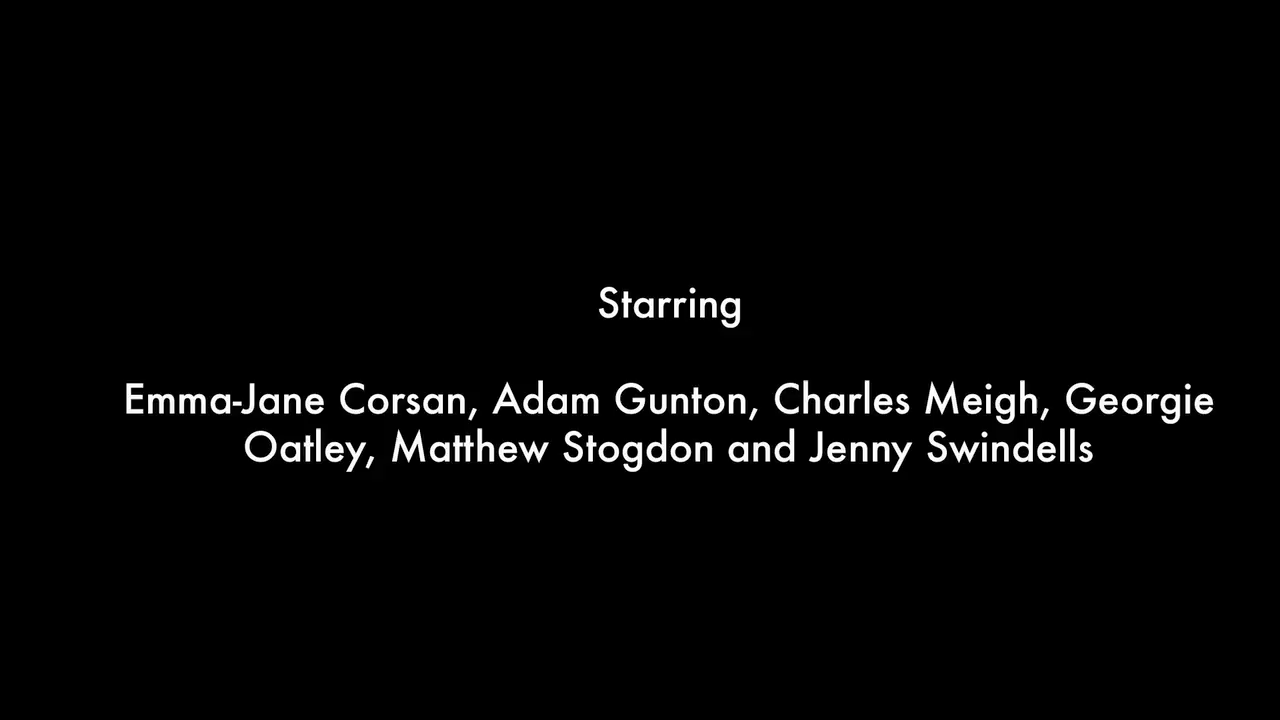 Starring
Emma-Jane Corsan, Adam Gunton, Charles Meigh, Georgie
Oatley, Matthew Stogdon and Jenny Swindells